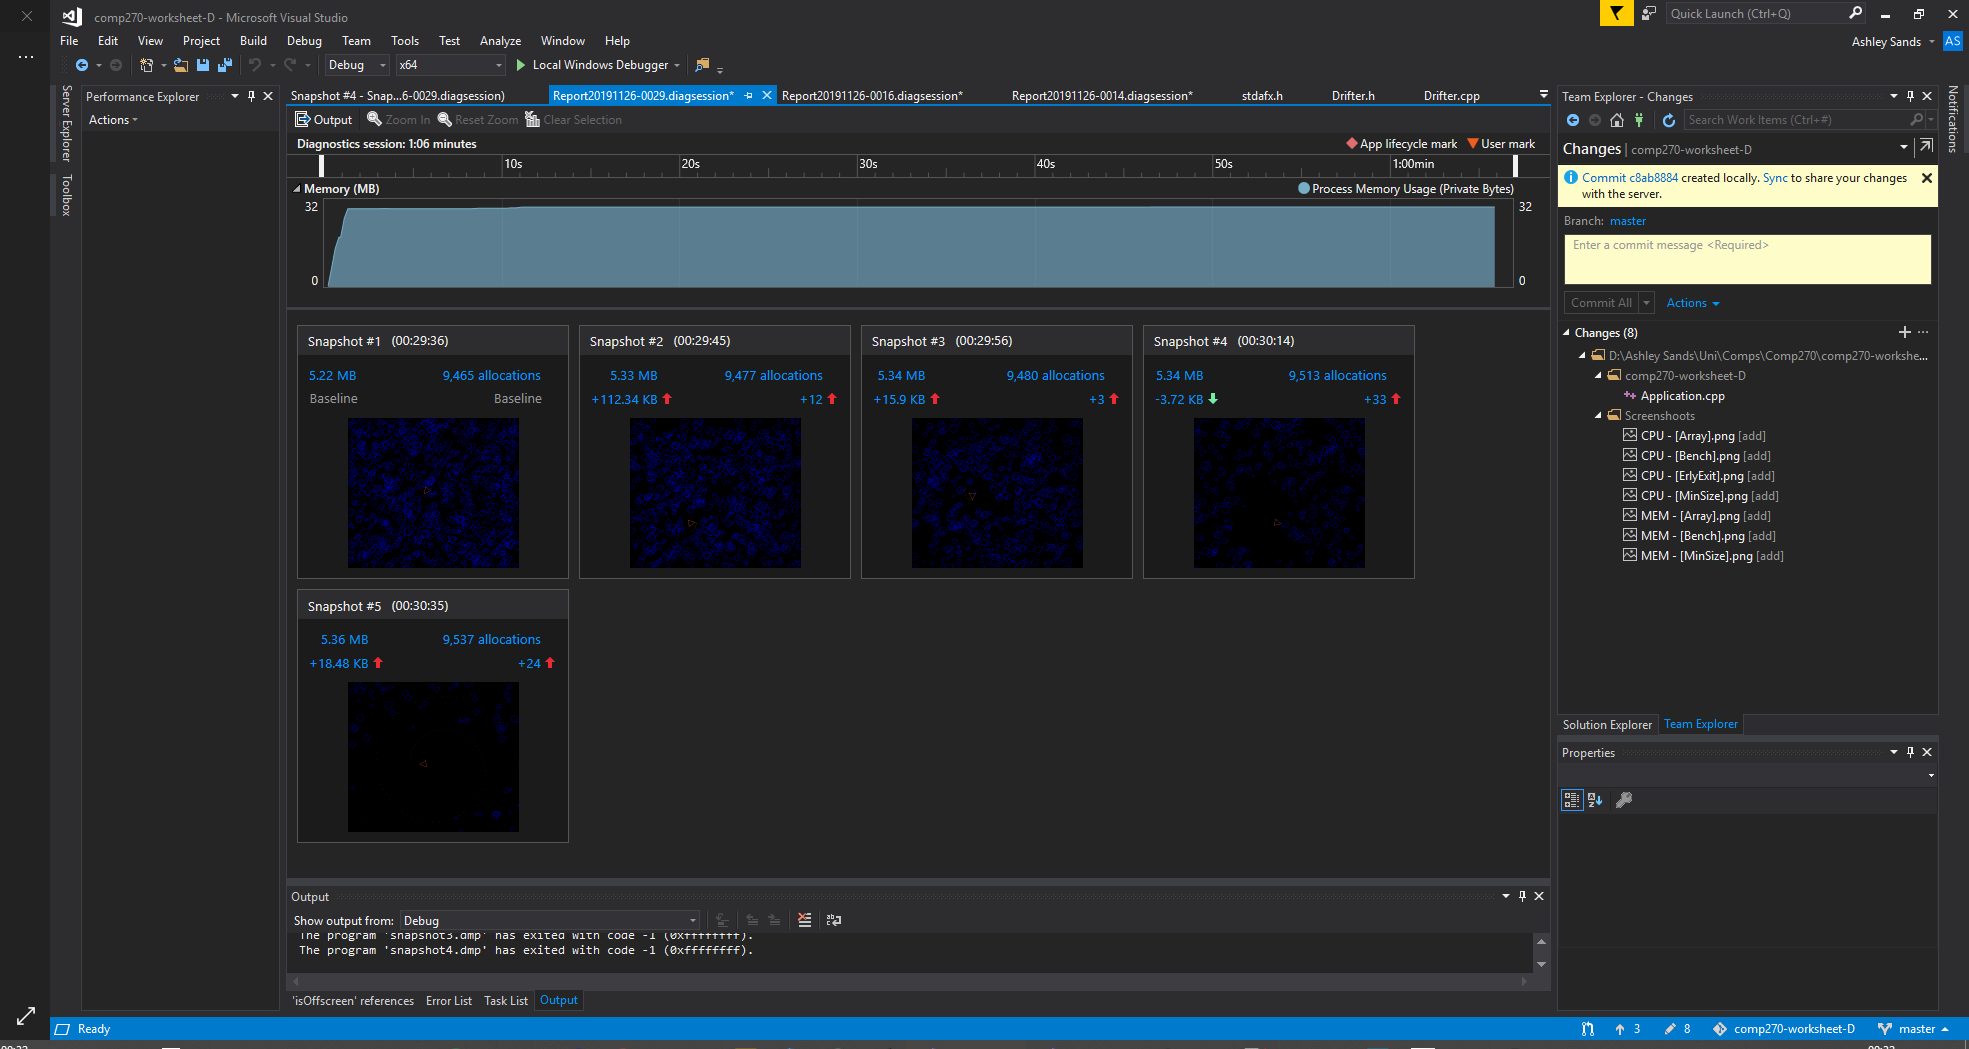 comp270-worksheet-D - Microsoft Visual Studio
Quick Launch (Ctrl+Q)
File Edit View Project Build Debug Team Tools Test Analyze Window Help
Ashley Sands AS
Debug x64 Local Windows Debugger
Server Explorer
Toolbox
Performance Explorer
Actions
Snapshot #4 - Snap...6-0029.diagsession) Report20191126-0029.diagsession* Report20191126-0016.diagsession* Report20191126-0014.diagsession* stdafx.h Drifter.h Drifter.cpp
Output Zoom In Reset Zoom Clear Selection
Diagnostics session: 1:06 minutes
App lifecycle mark User mark
10s 20s 30s 40s 50s 1:00min
Memory (MB)
Process Memory Usage (Private Bytes)
32 32
0 0
Snapshot #1 (00:29:36)
5.22 MB 9,465 allocations
Baseline Baseline
Snapshot #2 (00:29:45)
5.33 MB 9,477 allocations
+112.34 KB +12
Snapshot #3 (00:29:56)
5.34 MB 9,480 allocations
+15.9 KB +3
Snapshot #4 (00:30:14)
5.34 MB 9,513 allocations
-3.72 KB +33
Snapshot #5 (00:30:35)
5.36 MB 9,537 allocations
+18.48 KB +24
Output
Show output from: Debug
The program 'snapshot3.dmp' has exited with code -1 (0xffffffff).
The program 'snapshot4.dmp' has exited with code -1 (0xffffffff).
'isOffscreen' references Error List Task List Output
Team Explorer - Changes
Search Work Items (Ctrl+#)
Changes | comp270-worksheet-D
Commit c8ab8884 created locally. Sync to share your changes
with the server.
Branch: master
Enter a commit message <Required>
Commit All Actions
Changes (8)
D:\Ashley Sands\Uni\Comps\Comp270\comp270-workshe...
comp270-worksheet-D
Application.cpp
Screenshoots
CPU - [Array].png [add]
CPU - [Bench].png [add]
CPU - [ErlyExit].png [add]
CPU - [MinSize].png [add]
MEM - [Array].png [add]
MEM - [Bench].png [add]
MEM - [MinSize].png [add]
Solution Explorer Team Explorer
Properties
Notifications
Ready
3 8 comp270-worksheet-D master